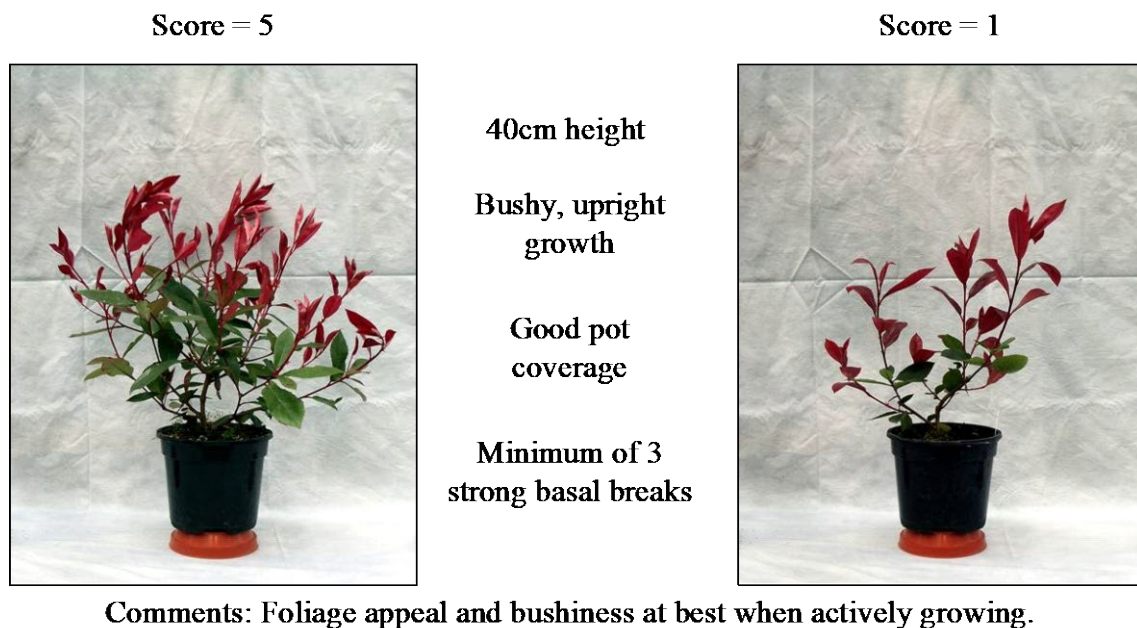 Score = 5
Score = 1
40cm height
Bushy, upright
growth
Good pot
coverage
Minimum of 3
strong basal breaks
Comments: Foliage appeal and bushiness at best when actively growing.